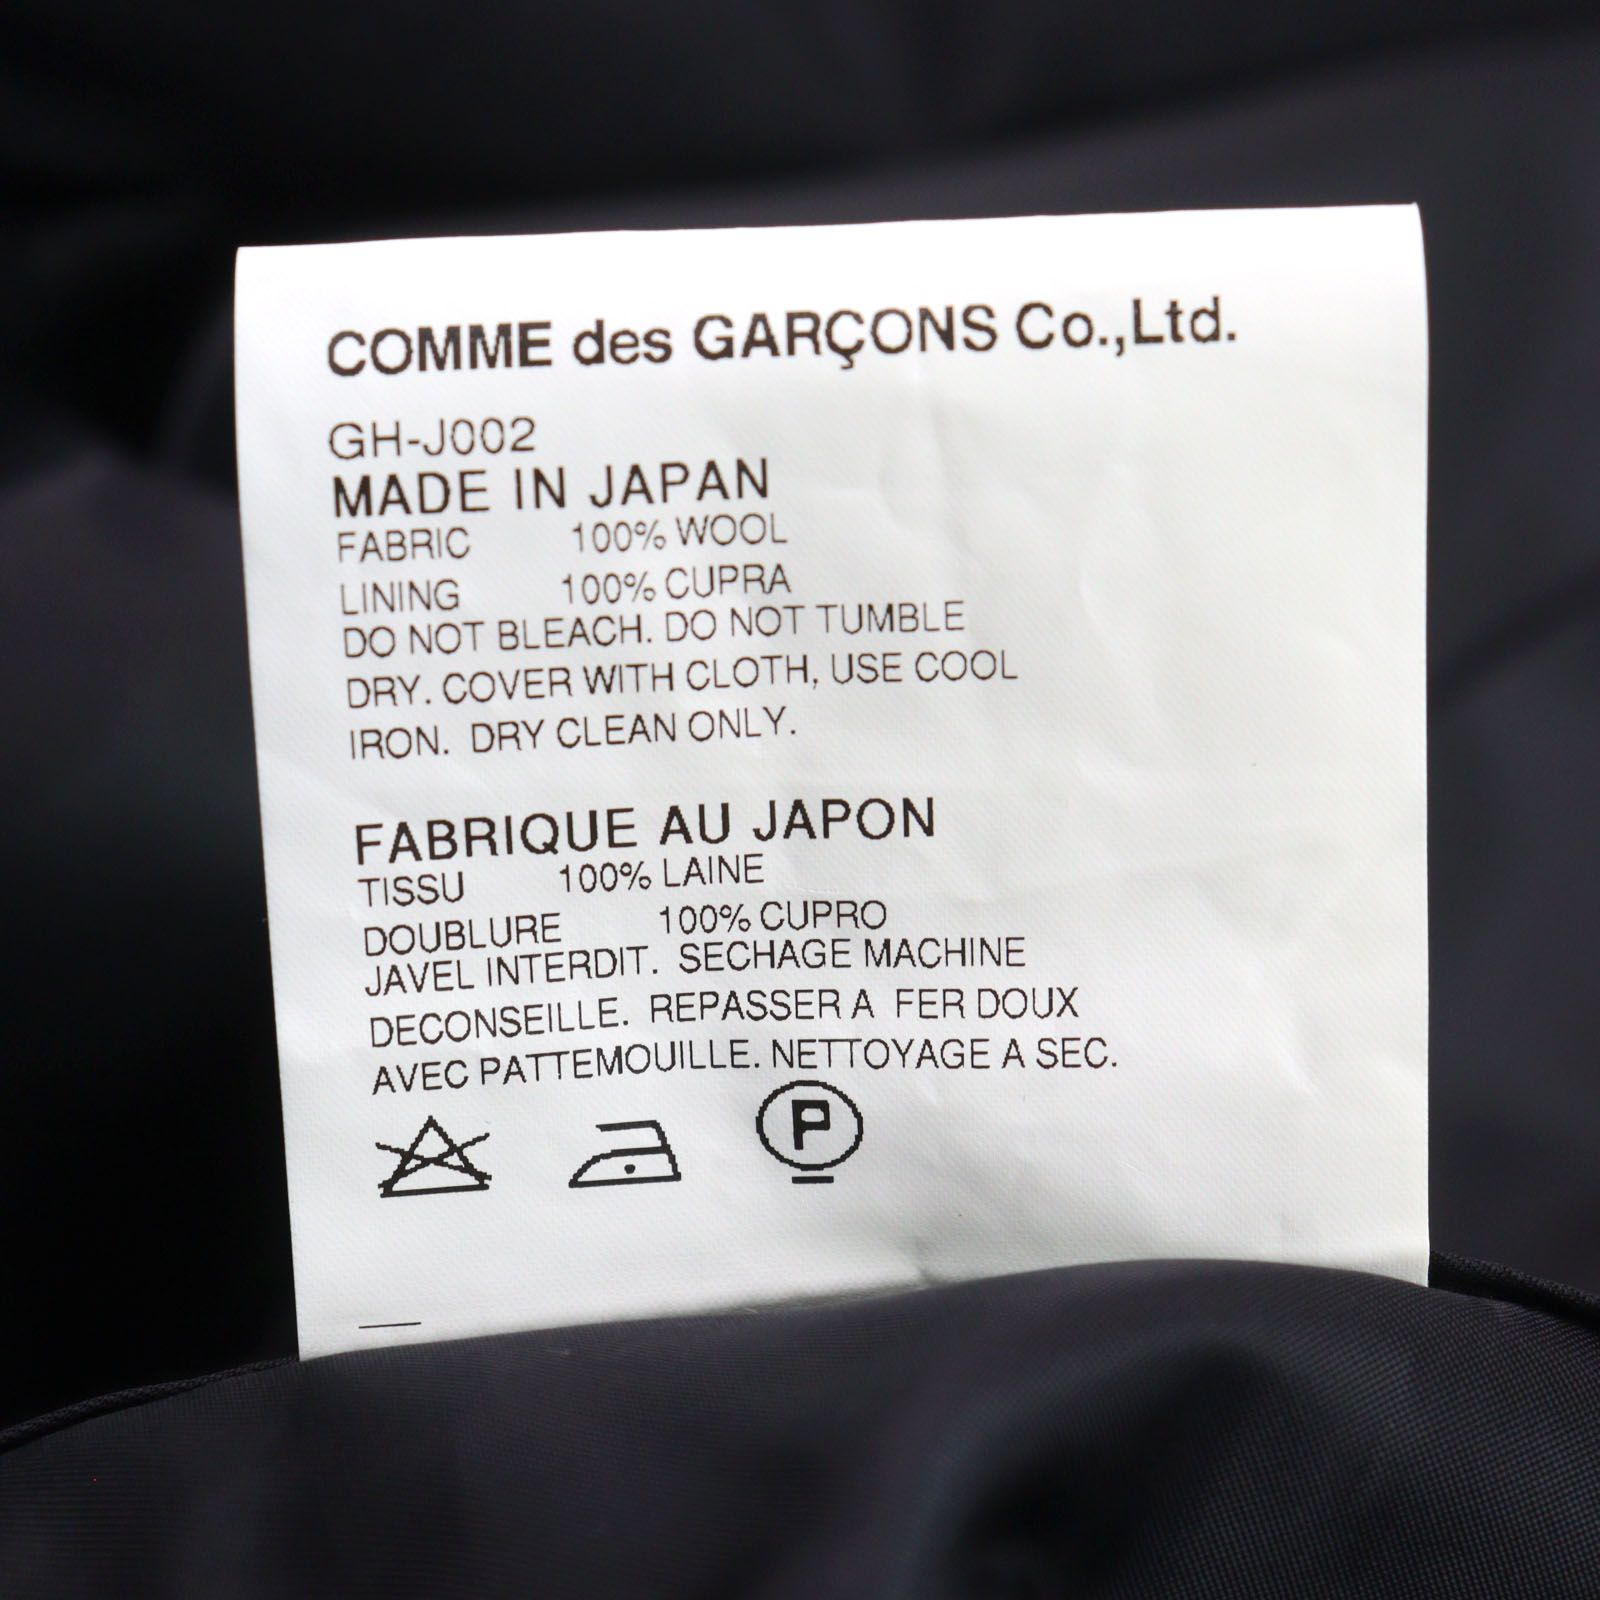 COMME des GARÇONS Co.,Ltd.
GH-J002
MADE IN JAPAN
FABRIC 100% WOOL
LINING 100% CUPRA
DO NOT BLEACH. DO NOT TUMBLE
DRY. COVER WITH CLOTH, USE COOL
IRON. DRY CLEAN ONLY.
FABRIQUE AU JAPON
TISSU 100% LAINE
DOUBLURE 100% CUPRO
JAVEL INTERDIT. SECHAGE MACHINE
DECONSEILLE. REPASSER A FER DOUX
AVEC PATTEMOUILLE. NETTOYAGE A SEC.
P